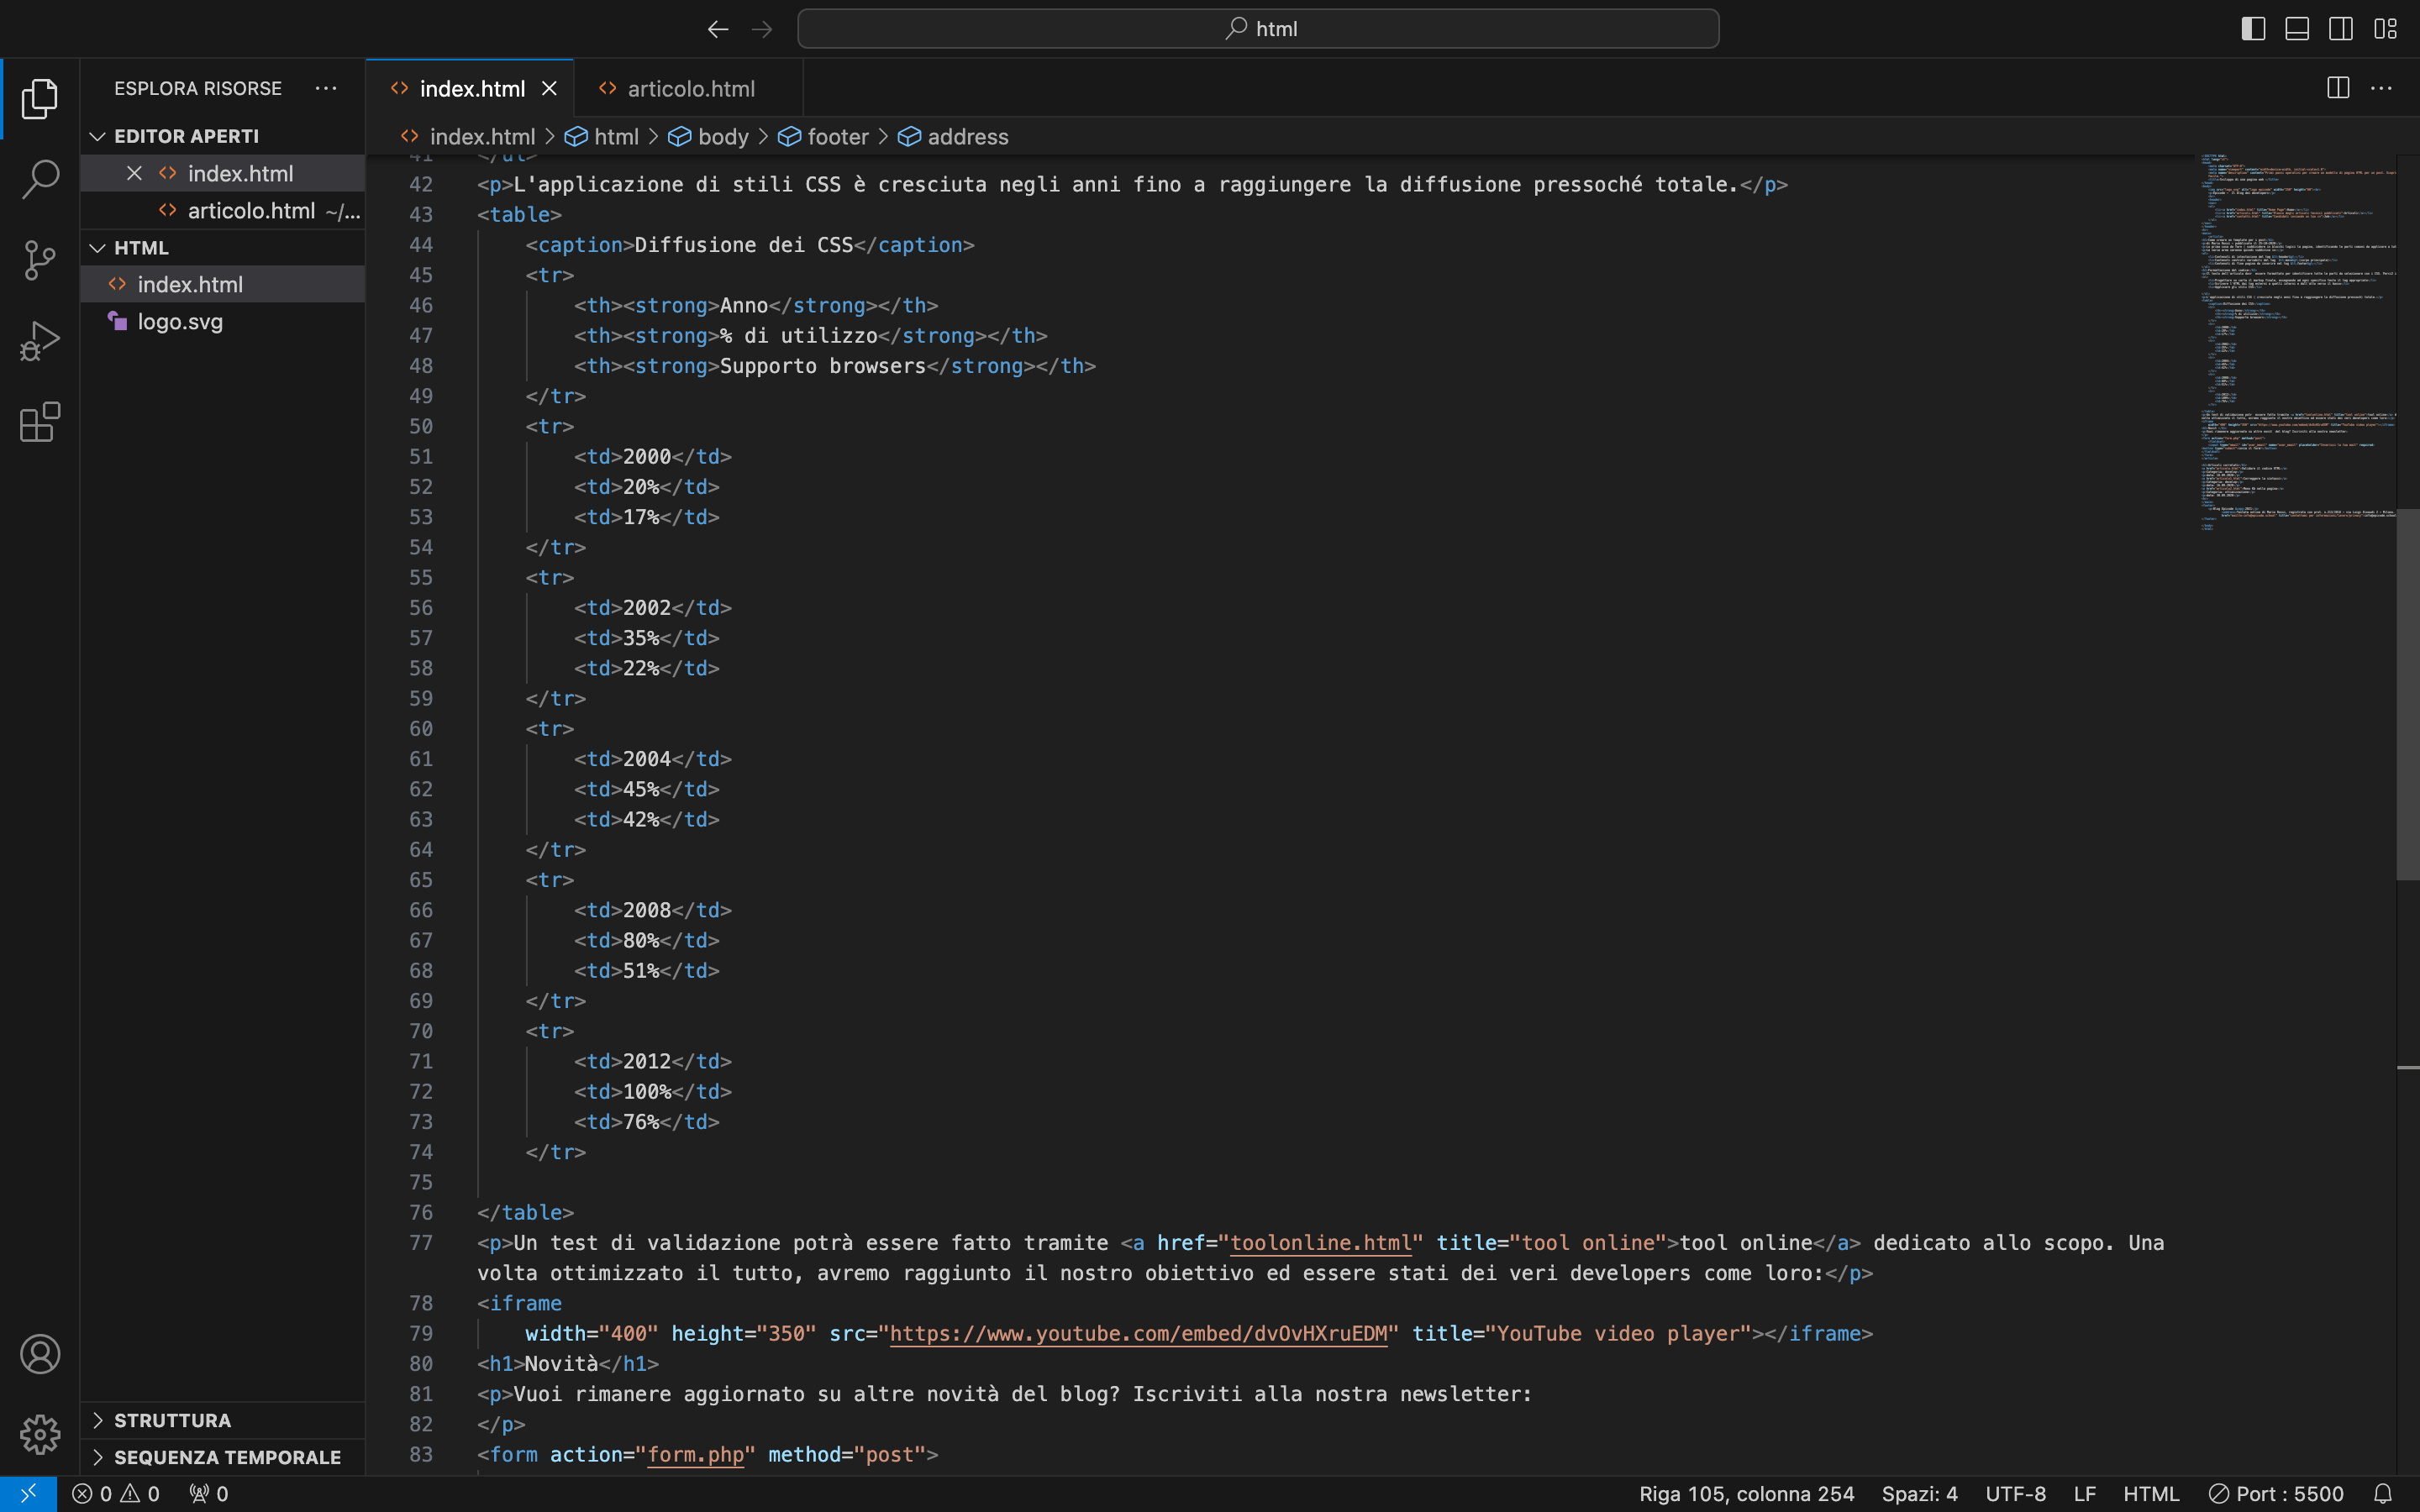 html
ESPLORA RISORSE
EDITOR APERTI
index.html
articolo.html ~/...
HTML
index.html
logo.svg
STRUTTURA
SEQUENZA TEMPORALE
index.html
articolo.html
index.html > html > body > footer > address
41 </ul>
42 <p>L'applicazione di stili CSS è cresciuta negli anni fino a raggiungere la diffusione pressoché totale.</p>
43 <table>
44 <caption>Diffusione dei CSS</caption>
45 <tr>
46 <th><strong>Anno</strong></th>
47 <th><strong>% di utilizzo</strong></th>
48 <th><strong>Supporto browsers</strong></th>
49 </tr>
50 <tr>
51 <td>2000</td>
52 <td>20%</td>
53 <td>17%</td>
54 </tr>
55 <tr>
56 <td>2002</td>
57 <td>35%</td>
58 <td>22%</td>
59 </tr>
60 <tr>
61 <td>2004</td>
62 <td>45%</td>
63 <td>42%</td>
64 </tr>
65 <tr>
66 <td>2008</td>
67 <td>80%</td>
68 <td>51%</td>
69 </tr>
70 <tr>
71 <td>2012</td>
72 <td>100%</td>
73 <td>76%</td>
74 </tr>
75
76 </table>
77 <p>Un test di validazione potrà essere fatto tramite <a href="toolonline.html" title="tool online">tool online</a> dedicato allo scopo. Una
volta ottimizzato il tutto, avremo raggiunto il nostro obiettivo ed essere stati dei veri developers come loro:</p>
78 <iframe
79 width="400" height="350" src="https://www.youtube.com/embed/dvOvHXruEDM" title="YouTube video player"></iframe>
80 <h1>Novità</h1>
81 <p>Vuoi rimanere aggiornato su altre novità del blog? Iscriviti alla nostra newsletter:
82 </p>
83 <form action="form.php" method="post">
0 0 0
Riga 105, colonna 254 Spazi: 4 UTF-8 LF HTML Port : 5500